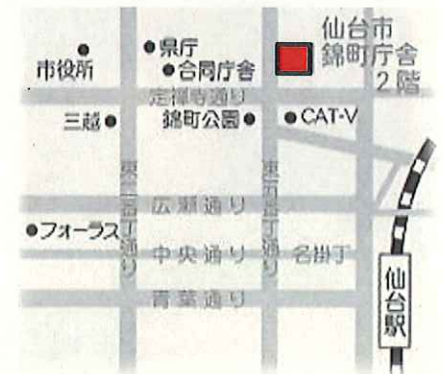 仙台市
錦町庁舎
2階
県庁
市役所
合同庁舎
定禅寺通り
三越
錦町公園
CAT-V
東二番丁通り
東五番丁通り
広瀬通り
フォーラス
中央通り
名掛丁
青葉通り
仙台駅